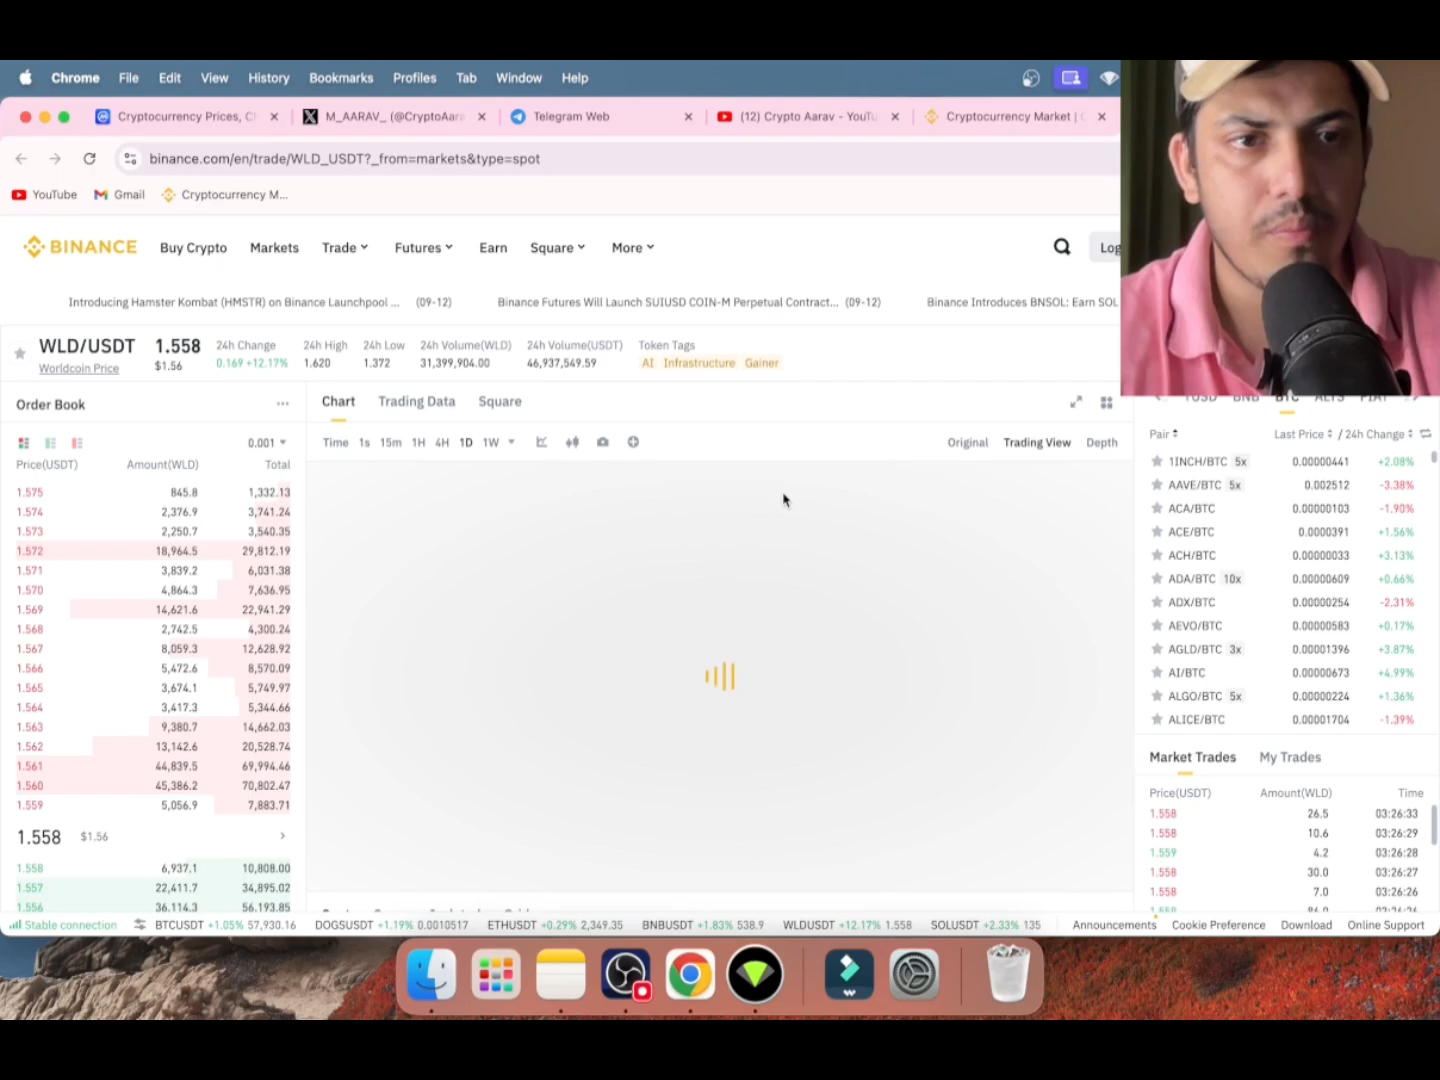 Chrome File Edit View History Bookmarks Profiles Tab Window Help
Cryptocurrency Prices, C M_AARAV_ (@CryptoAara Telegram Web (12) Crypto Aarav - YouTu Cryptocurrency Market |
binance.com/en/trade/WLD_USDT?_from=markets&type=spot
YouTube Gmail Cryptocurrency M...
BINANCE Buy Crypto Markets Trade Futures Earn Square More Log
Introducing Hamster Kombat (HMSTR) on Binance Launchpool ... (09-12) Binance Futures Will Launch SUIUSD COIN-M Perpetual Contract... (09-12) Binance Introduces BNSOL: Earn SOL
WLD/USDT 1.558 24h Change 24h High 24h Low 24h Volume(WLD) 24h Volume(USDT) Token Tags
Worldcoin Price $1.56 0.169 +12.17% 1.620 1.372 31,399,904.00 46,937,549.59 AI Infrastructure Gainer
Order Book
0.001
Price(USDT) Amount(WLD) Total
1.575 845.8 1,332.13
1.574 2,376.9 3,741.24
1.573 2,250.7 3,540.35
1.572 18,964.5 29,812.19
1.571 3,839.2 6,031.38
1.570 4,864.3 7,636.95
1.569 14,621.6 22,941.29
1.568 2,742.5 4,300.24
1.567 8,059.3 12,628.92
1.566 5,472.6 8,570.09
1.565 3,674.1 5,749.97
1.564 3,417.3 5,344.66
1.563 9,380.7 14,662.03
1.562 13,142.6 20,528.74
1.561 44,839.5 69,994.46
1.560 45,386.2 70,802.47
1.559 5,056.9 7,883.71
1.558 $1.56
1.558 6,937.1 10,808.00
1.557 22,411.7 34,895.02
1.556 36,114.3 56,193.85
Chart Trading Data Square
Time 1s 15m 1H 4H 1D 1W Original Trading View Depth
Pair Last Price / 24h Change
1INCH/BTC 5x 0.00000441 +2.08%
AAVE/BTC 5x 0.002512 -3.38%
ACA/BTC 0.00000103 -1.90%
ACE/BTC 0.0000391 +1.56%
ACH/BTC 0.00000033 +3.13%
ADA/BTC 10x 0.00000609 +0.66%
ADX/BTC 0.00000254 -2.31%
AEVO/BTC 0.00000583 +0.17%
AGLD/BTC 3x 0.00001396 +3.87%
AI/BTC 0.00000673 +4.99%
ALGO/BTC 5x 0.00000224 +1.36%
ALICE/BTC 0.00001704 -1.39%
Market Trades My Trades
Price(USDT) Amount(WLD) Time
1.558 26.5 03:26:33
1.558 10.6 03:26:29
1.559 4.2 03:26:28
1.558 30.0 03:26:27
1.558 7.0 03:26:26
Stable connection BTCUSDT +1.05% 57,930.16 DOGSUSDT +1.19% 0.0010517 ETHUSDT +0.29% 2,349.35 BNBUSDT +1.83% 538.9 WLDUSDT +12.17% 1.558 SOLUSDT +2.33% 135 Announcements Cookie Preference Download Online Support